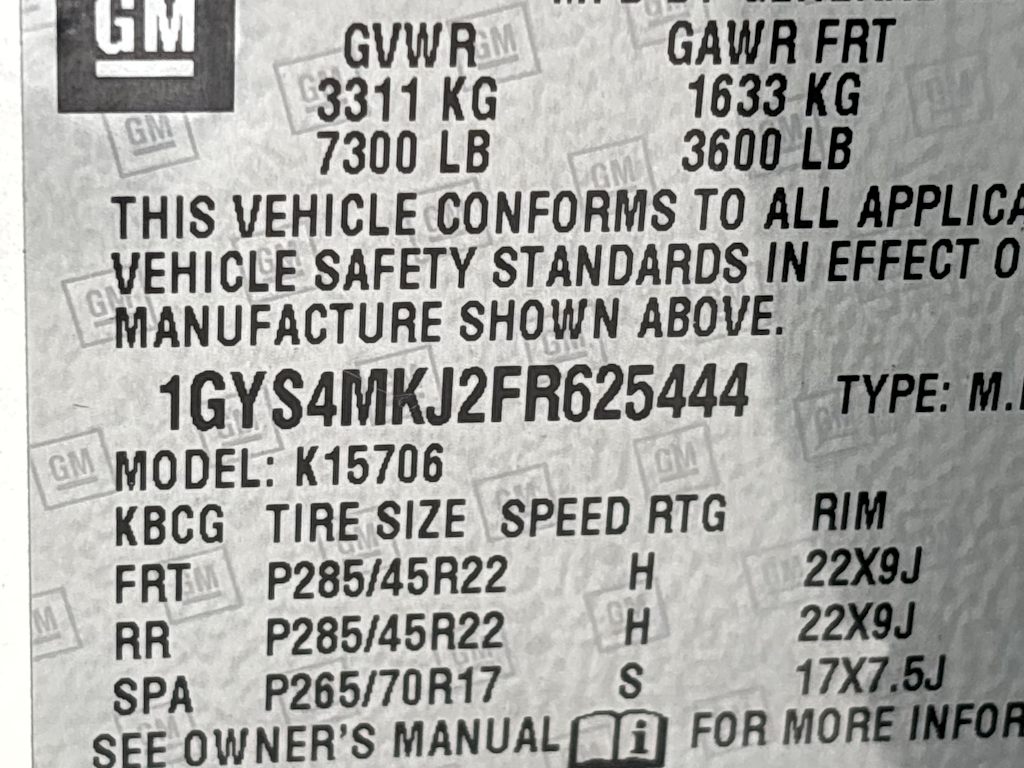 GM
GVWR GAWR FRT
3311 KG 1633 KG
7300 LB 3600 LB
THIS VEHICLE CONFORMS TO ALL APPLICA
VEHICLE SAFETY STANDARDS IN EFFECT O
MANUFACTURE SHOWN ABOVE.
1GYS4MKJ2FR625444 TYPE: M.
MODEL: K15706
KBCG TIRE SIZE SPEED RTG RIM
FRT P285/45R22 H 22X9J
RR P285/45R22 H 22X9J
SPA P265/70R17 S 17X7.5J
SEE OWNER'S MANUAL i FOR MORE INFOR